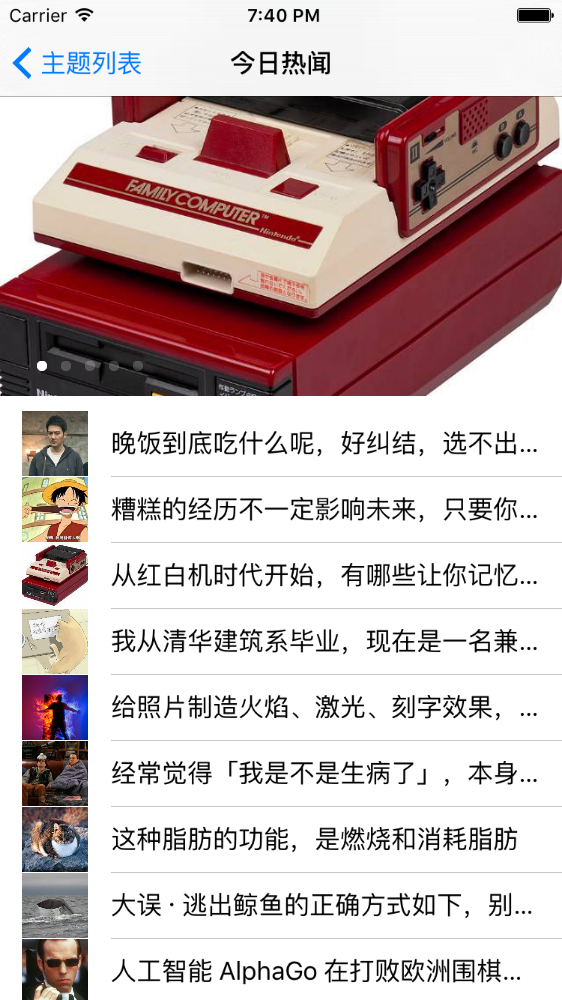 Carrier
7:40 PM
主题列表
今日热闻
FAMILY COMPUTER™
Nintendo®
II
晚饭到底吃什么呢，好纠结，选不出...
糟糕的经历不一定影响未来，只要你...
从红白机时代开始，有哪些让你记忆...
我从清华建筑系毕业，现在是一名兼...
给照片制造火焰、激光、刻字效果，...
经常觉得「我是不是生病了」，本身...
这种脂肪的功能，是燃烧和消耗脂肪
大误 · 逃出鲸鱼的正确方式如下，别...
人工智能 AlphaGo 在打败欧洲围棋...